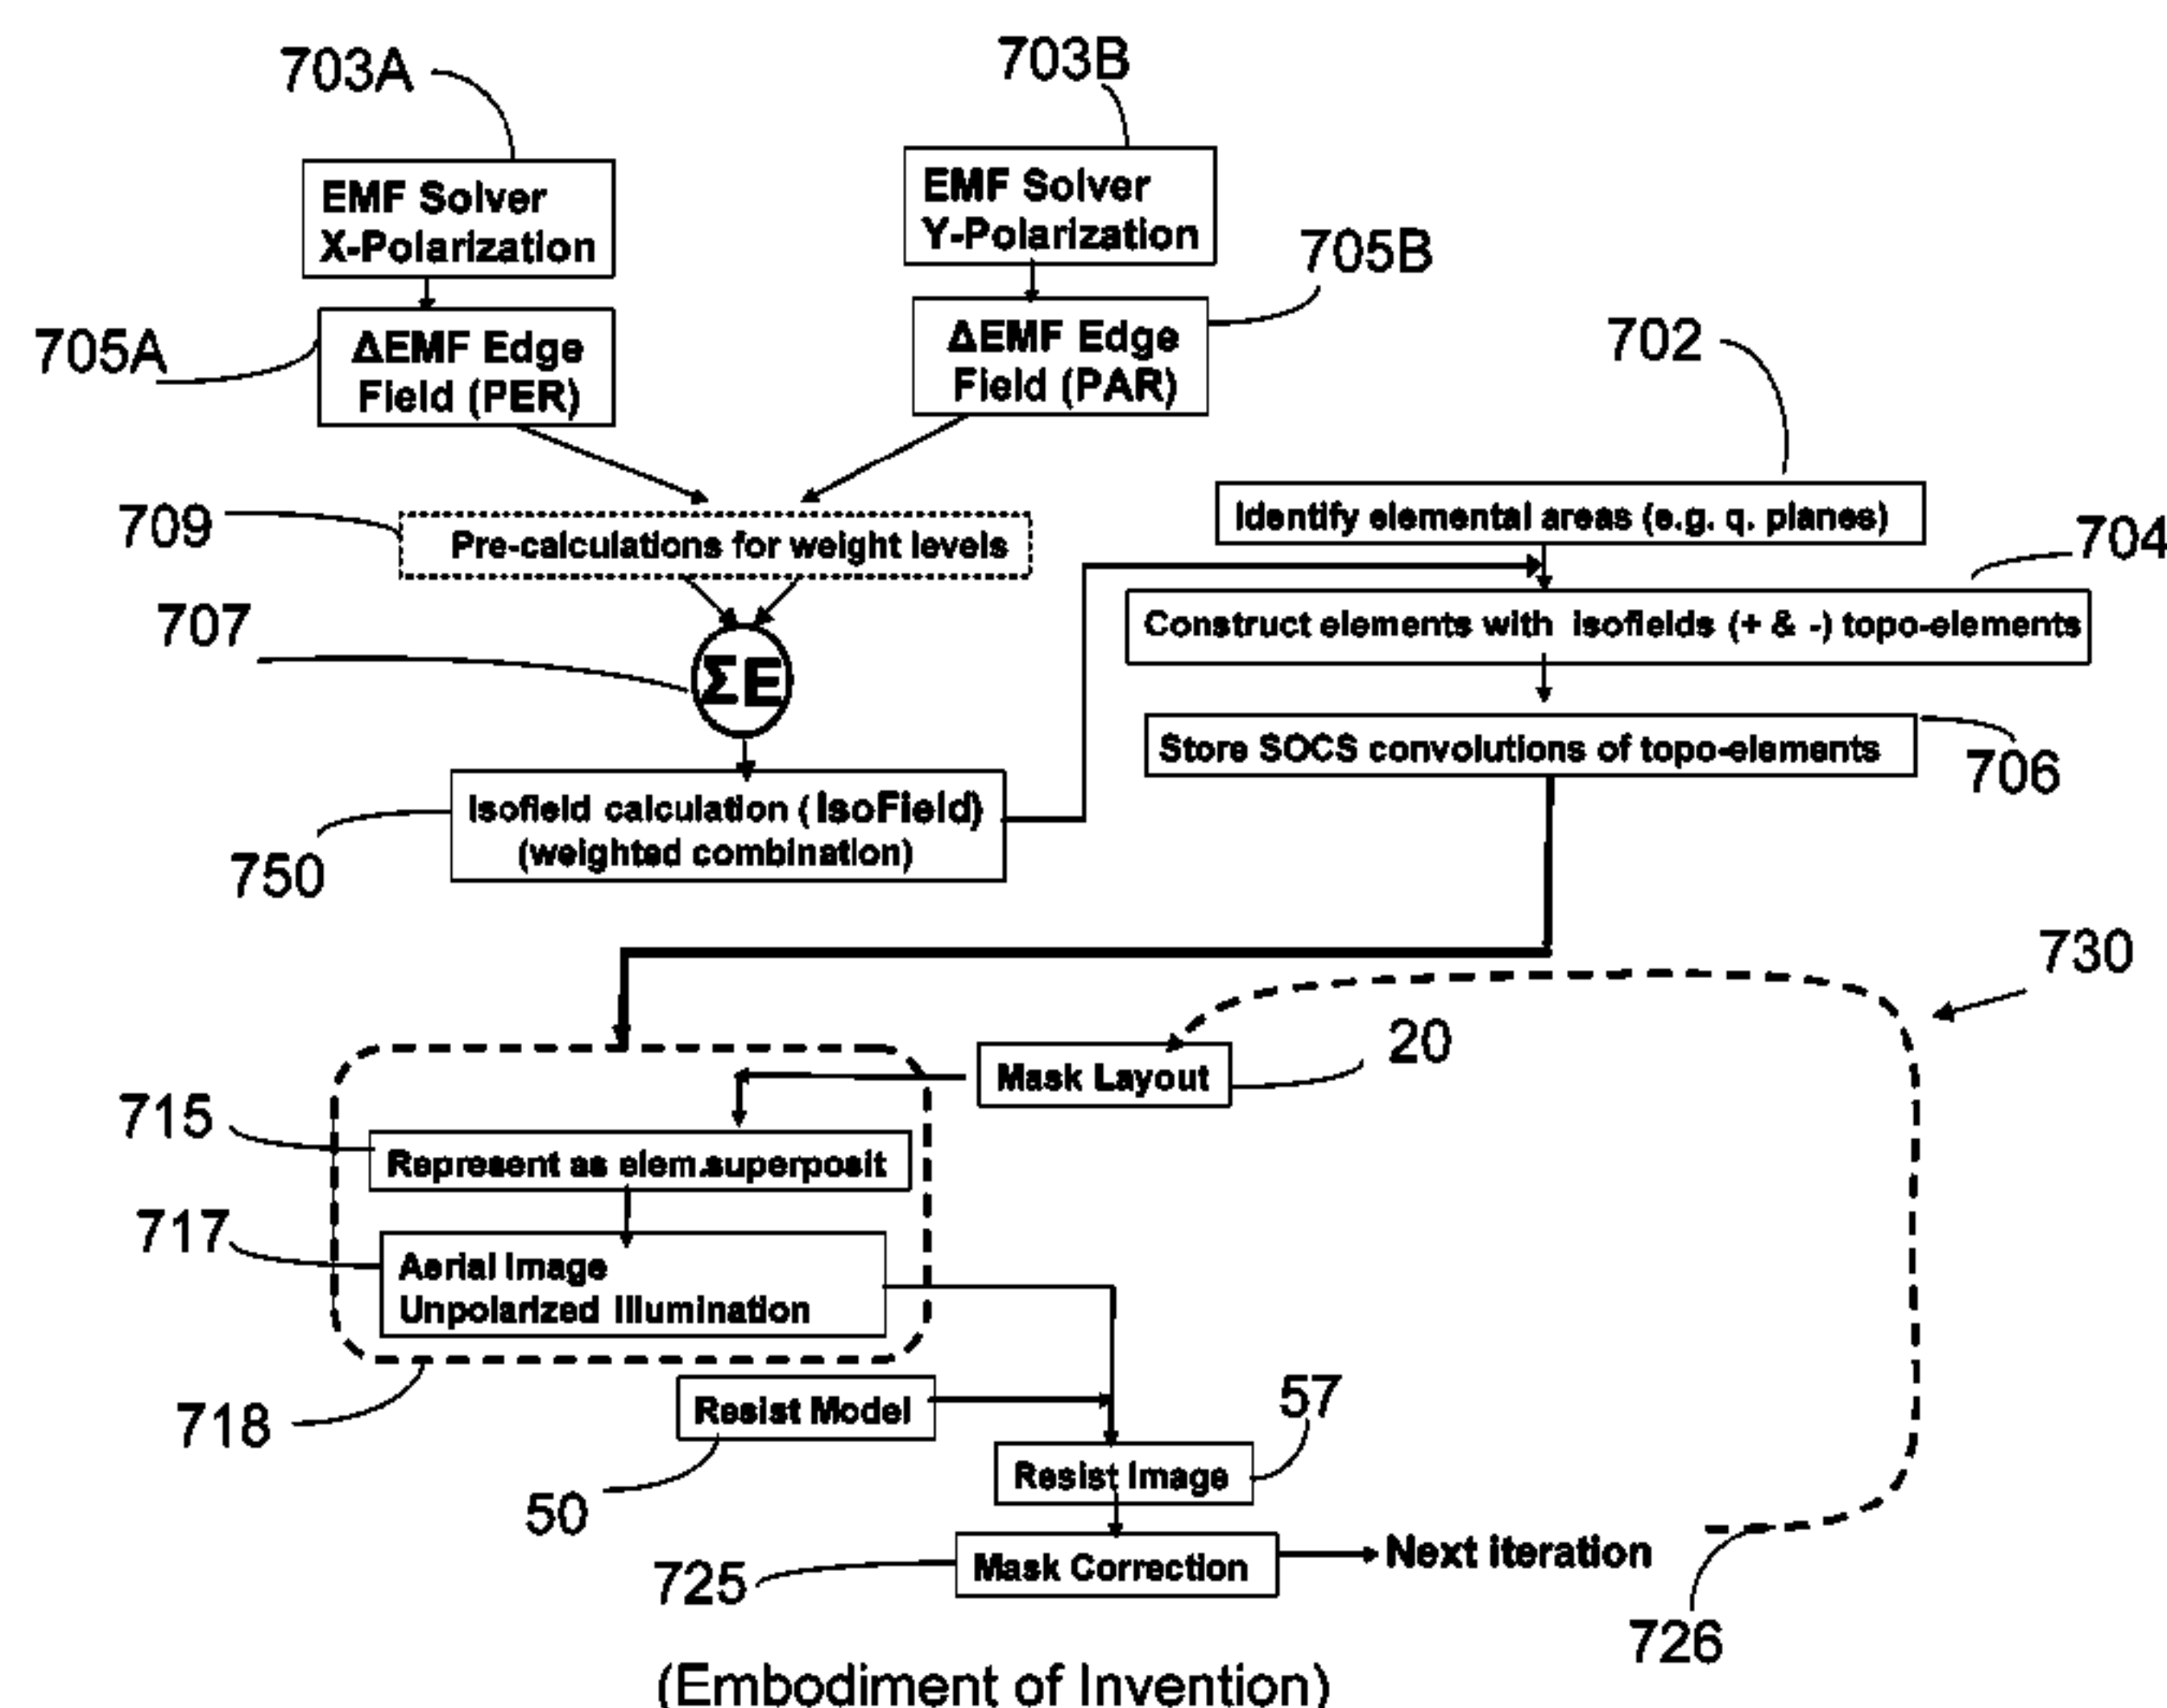 703A
703B
EMF Solver
X-Polarization
EMF Solver
Y-Polarization
705B
705A
ΔEMF Edge
Field (PER)
ΔEMF Edge
Field (PAR)
702
709
Pre-calculations for weight levels
Identify elemental areas (e.g. q. planes)
704
707
ΣE
Construct elements with isofields (+ & -) topo-elements
Store SOCS convolutions of topo-elements
706
750
Isofield calculation (IsoField)
(weighted combination)
730
20
Mask Layout
715
Represent as elem.superposit
717
Aerial Image
Unpolarized Illumination
718
Resist Model
50
57
Resist Image
725
Mask Correction
Next iteration
726
(Embodiment of Invention)